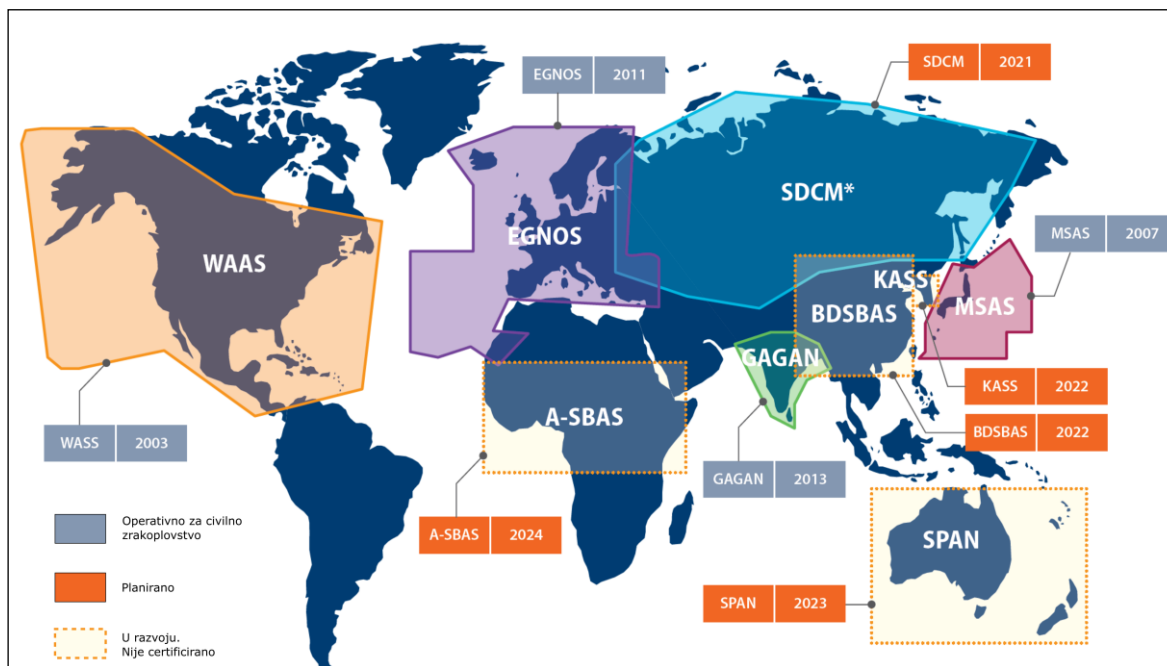 EGNOS 2011
SDCM 2021
SDCM*
MSAS 2007
EGNOS
WAAS
KASS
MSAS
BDSBAS
GAGAN
KASS 2022
A-SBAS
BDSBAS 2022
WASS 2003
GAGAN 2013
A-SBAS 2024
SPAN
SPAN 2023
Operativno za civilno
zrakoplovstvo
Planirano
U razvoju.
Nije certificirano